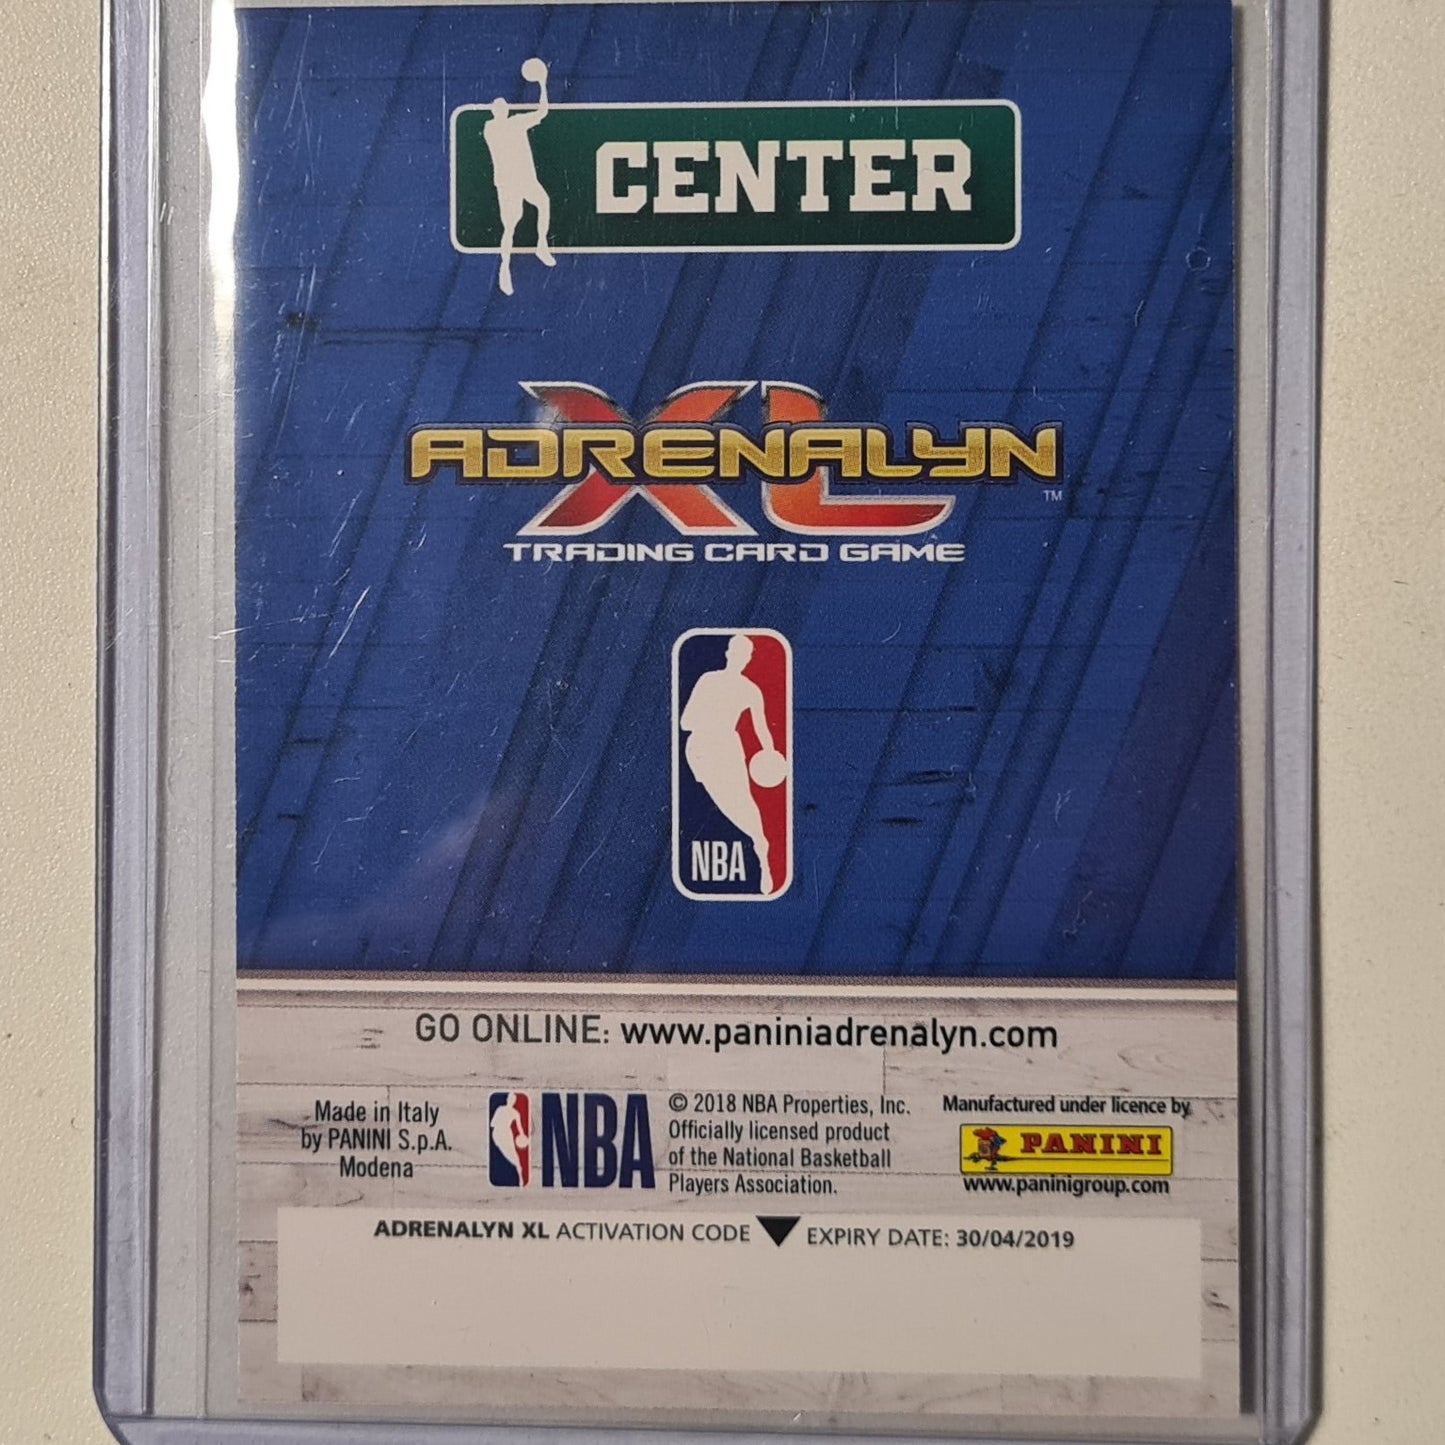 CENTER
ADRENALYN
XL
™
TRADING CARD GAME
NBA
GO ONLINE: www.paniniadrenalyn.com
Made in Italy
by PANINI S.p.A.
Modena
NBA
© 2018 NBA Properties, Inc.
Officially licensed product
of the National Basketball
Players Association.
Manufactured under licence by
PANINI
www.paninigroup.com
ADRENALYN XL ACTIVATION CODE EXPIRY DATE: 30/04/2019